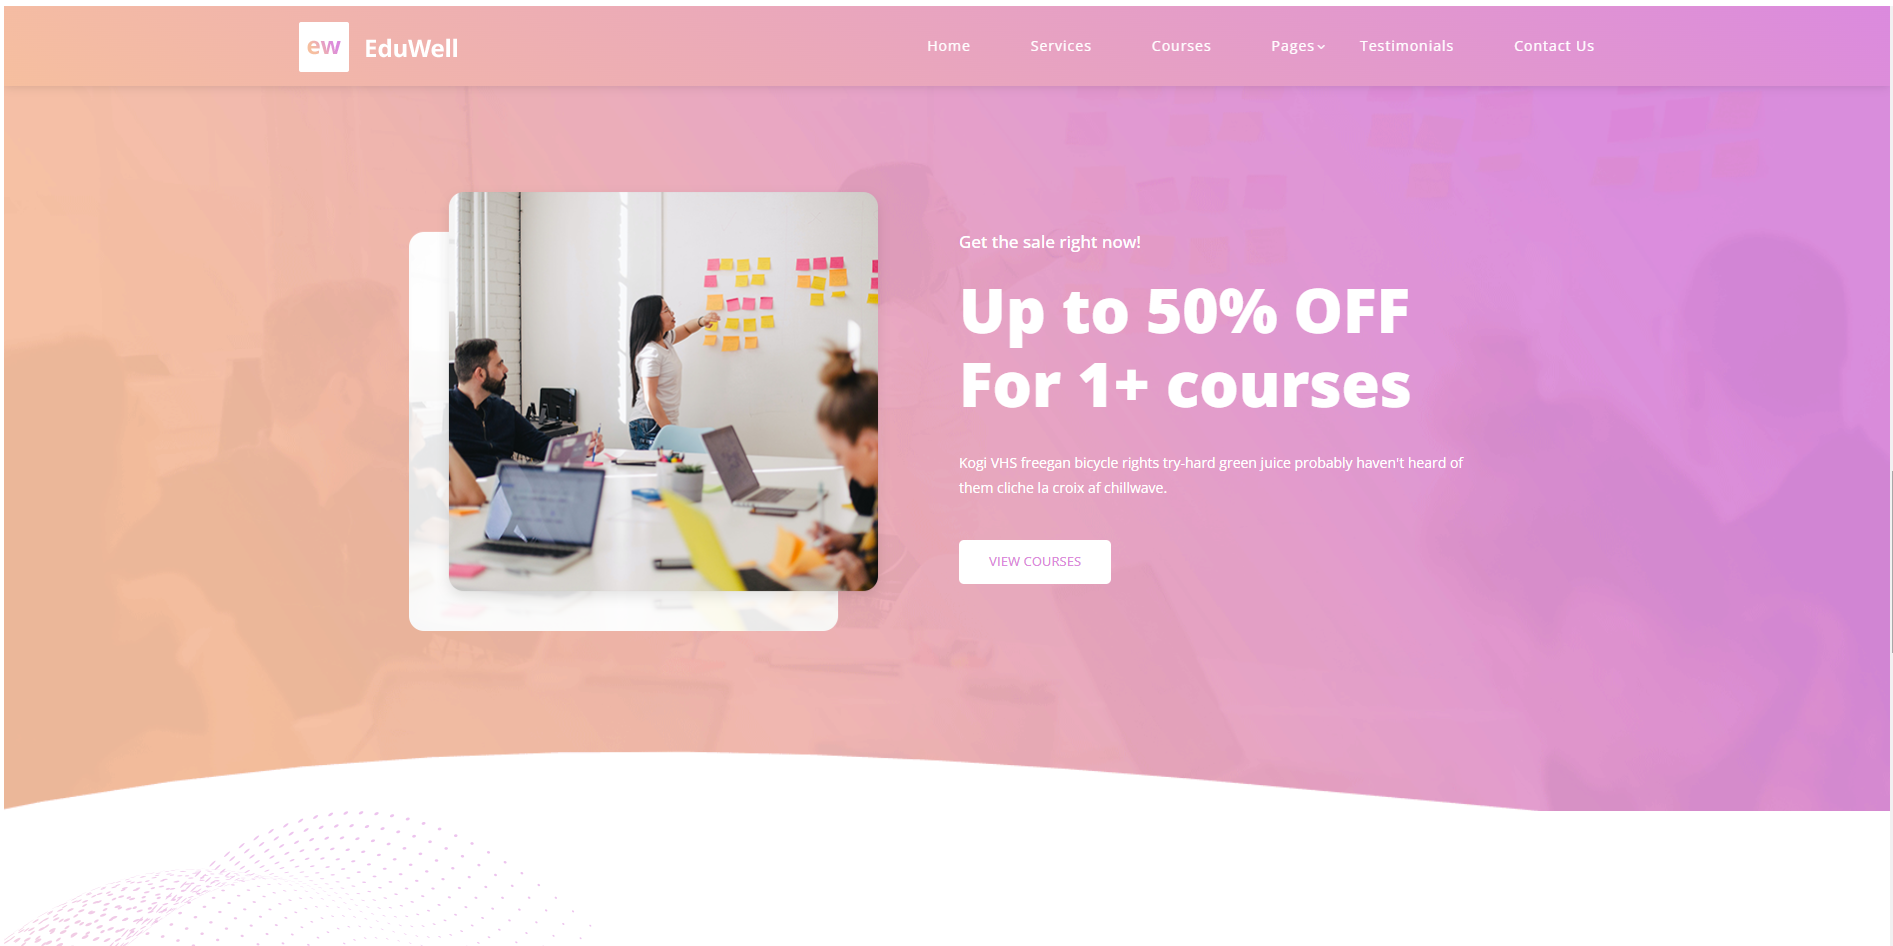 ew EduWell
Home Services Courses Pages Testimonials Contact Us
Get the sale right now!
Up to 50% OFF
For 1+ courses
Kogi VHS freegan bicycle rights try-hard green juice probably haven't heard of
them cliche la croix af chillwave.
VIEW COURSES